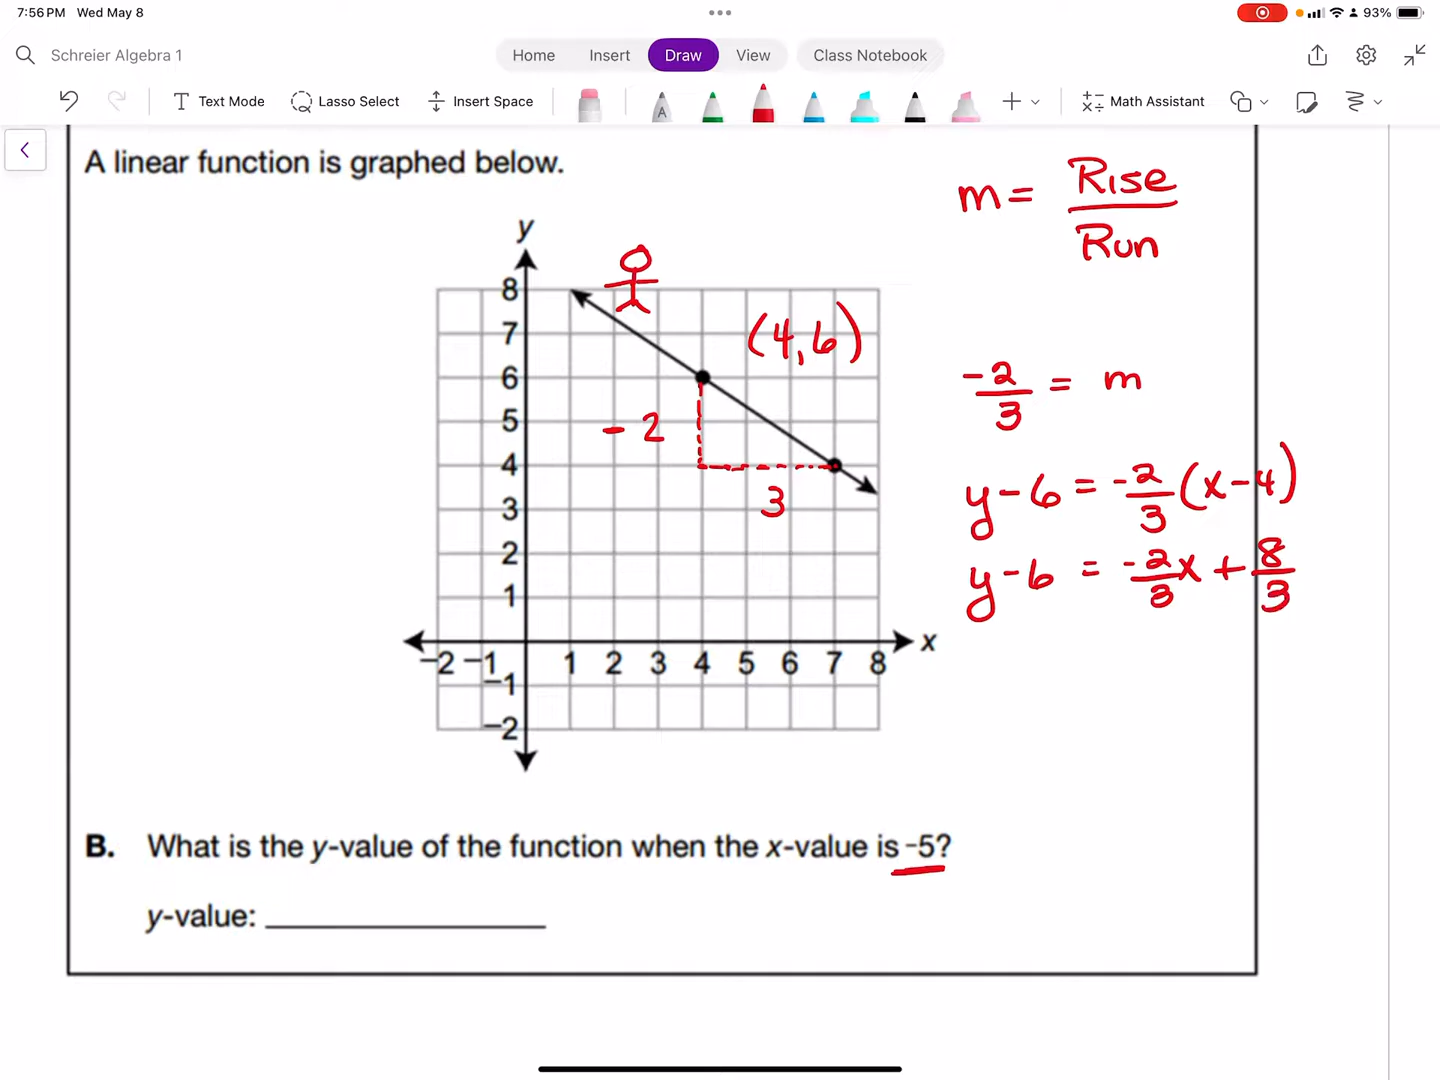 7:56 PM Wed May 8
93%
Schreier Algebra 1
Home Insert Draw View Class Notebook
Text Mode Lasso Select Insert Space A Math Assistant
A linear function is graphed below.
m = Rise/Run
y
8
7
6
5
4
3
2
1
-2 -1 1 2 3 4 5 6 7 8 x
-1
-2
(4,6)
-2
3
-2/3 = m
y-6 = -2/3(x-4)
y-6 = -2/3x + 8/3
B. What is the y-value of the function when the x-value is -5?
y-value: ____________________